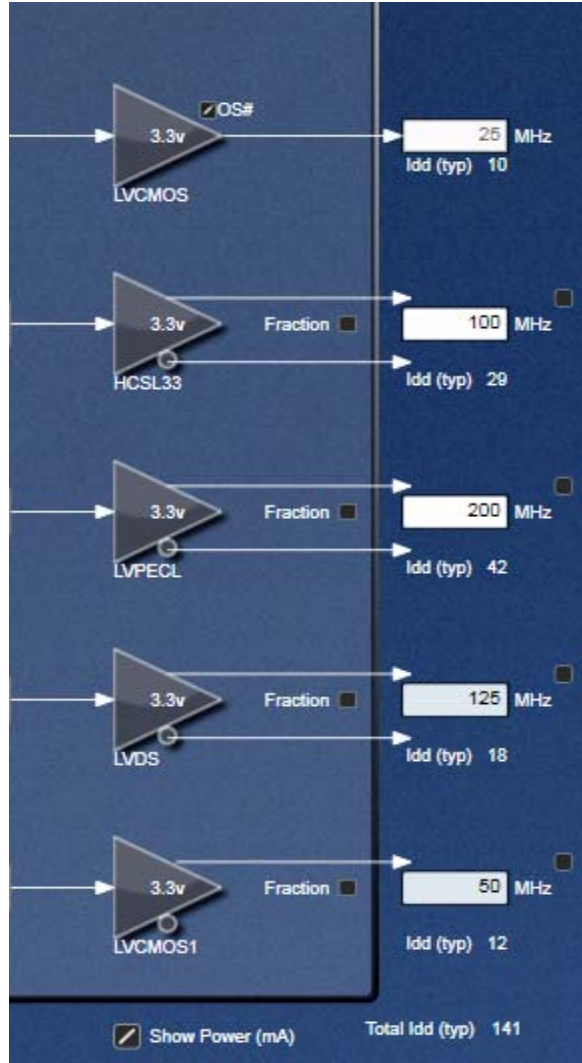 OS#
3.3v
25 MHz
Idd (typ) 10
LVCMOS
3.3v
Fraction
100 MHz
HCSL33
Idd (typ) 29
3.3v
Fraction
200 MHz
LVPECL
Idd (typ) 42
3.3v
Fraction
125 MHz
LVDS
Idd (typ) 18
3.3v
Fraction
50 MHz
LVCMOS1
Idd (typ) 12
Show Power (mA)
Total Idd (typ) 141